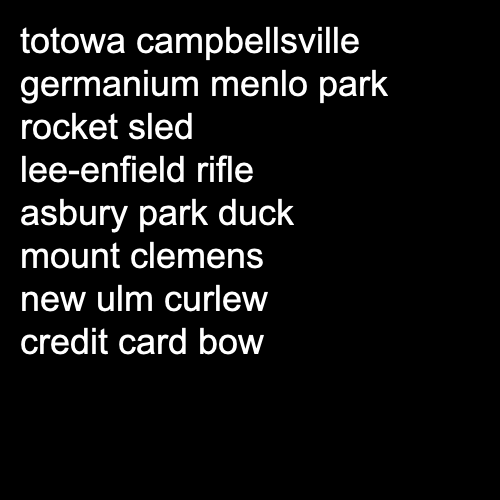 totowa campbellsville
germanium menlo park
rocket sled
lee-enfield rifle
asbury park duck
mount clemens
new ulm curlew
credit card bow